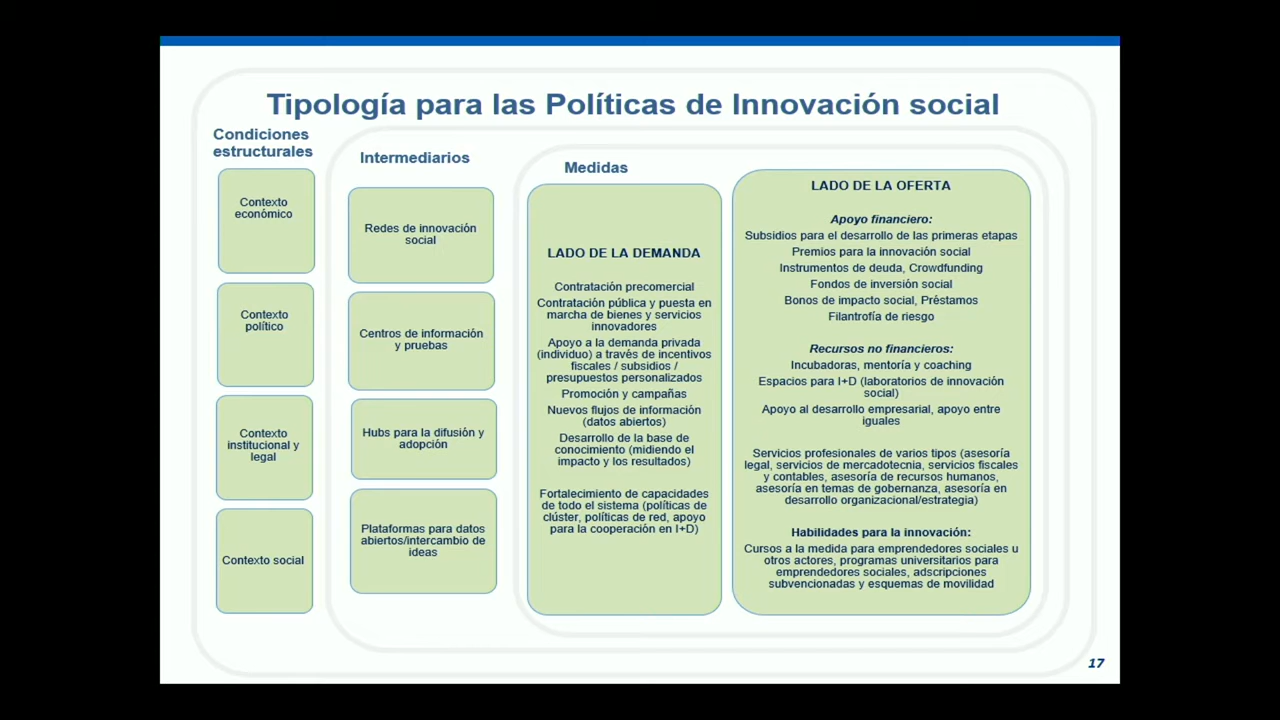 Tipología para las Políticas de Innovación social
Condiciones
estructurales
Contexto
económico
Contexto
político
Contexto
institucional y
legal
Contexto social
Intermediarios
Redes de innovación
social
Centros de información
y pruebas
Hubs para la difusión y
adopción
Plataformas para datos
abiertos/intercambio de
ideas
Medidas
LADO DE LA DEMANDA
Contratación precomercial
Contratación pública y puesta en
marcha de bienes y servicios
innovadores
Apoyo a la demanda privada
(individuo) a través de incentivos
fiscales / subsidios /
presupuestos personalizados
Promoción y campañas
Nuevos flujos de información
(datos abiertos)
Desarrollo de la base de
conocimiento (midiendo el
impacto y los resultados)
Fortalecimiento de capacidades
de todo el sistema (políticas de
clúster, políticas de red, apoyo
para la cooperación en I+D)
LADO DE LA OFERTA
Apoyo financiero:
Subsidios para el desarrollo de las primeras etapas
Premios para la innovación social
Instrumentos de deuda, Crowdfunding
Fondos de inversión social
Bonos de impacto social, Préstamos
Filantrofía de riesgo
Recursos no financieros:
Incubadoras, mentoría y coaching
Espacios para I+D (laboratorios de innovación
social)
Apoyo al desarrollo empresarial, apoyo entre
iguales
Servicios profesionales de varios tipos (asesoría
legal, servicios de mercadotecnia, servicios fiscales
y contables, asesoría de recursos humanos,
asesoría en temas de gobernanza, asesoría en
desarrollo organizacional/estrategia)
Habilidades para la innovación:
Cursos a la medida para emprendedores sociales u
otros actores, programas universitarios para
emprendedores sociales, adscripciones
subvencionadas y esquemas de movilidad
17